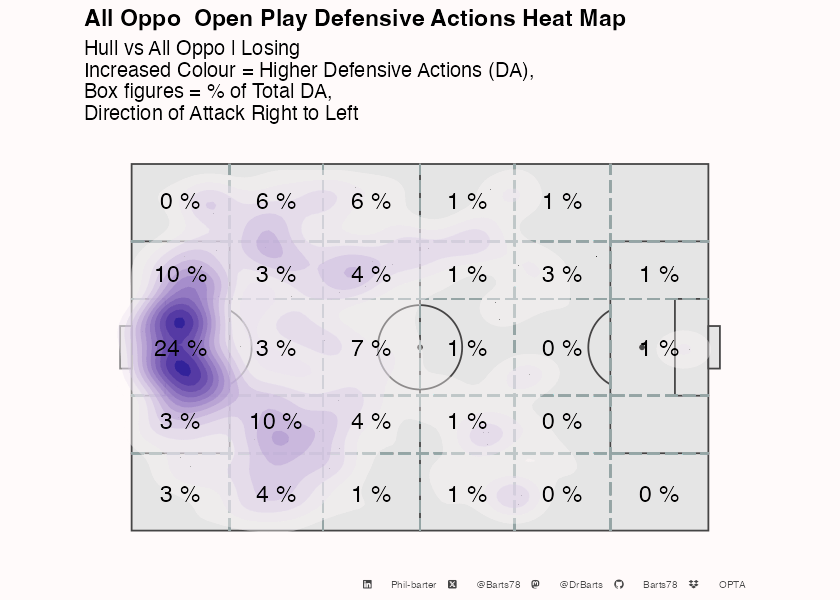 All Oppo  Open Play Defensive Actions Heat Map
Hull vs All Oppo | Losing
Increased Colour = Higher Defensive Actions (DA),
Box figures = % of Total DA,
Direction of Attack Right to Left
0 % 6 % 6 % 1 % 1 %
10 % 3 % 4 % 1 % 3 % 1 %
24 % 3 % 7 % 1 % 0 % 1 %
3 % 10 % 4 % 1 % 0 %
3 % 4 % 1 % 1 % 0 % 0 %
Phil-barter @Barts78 @DrBarts Barts78 OPTA